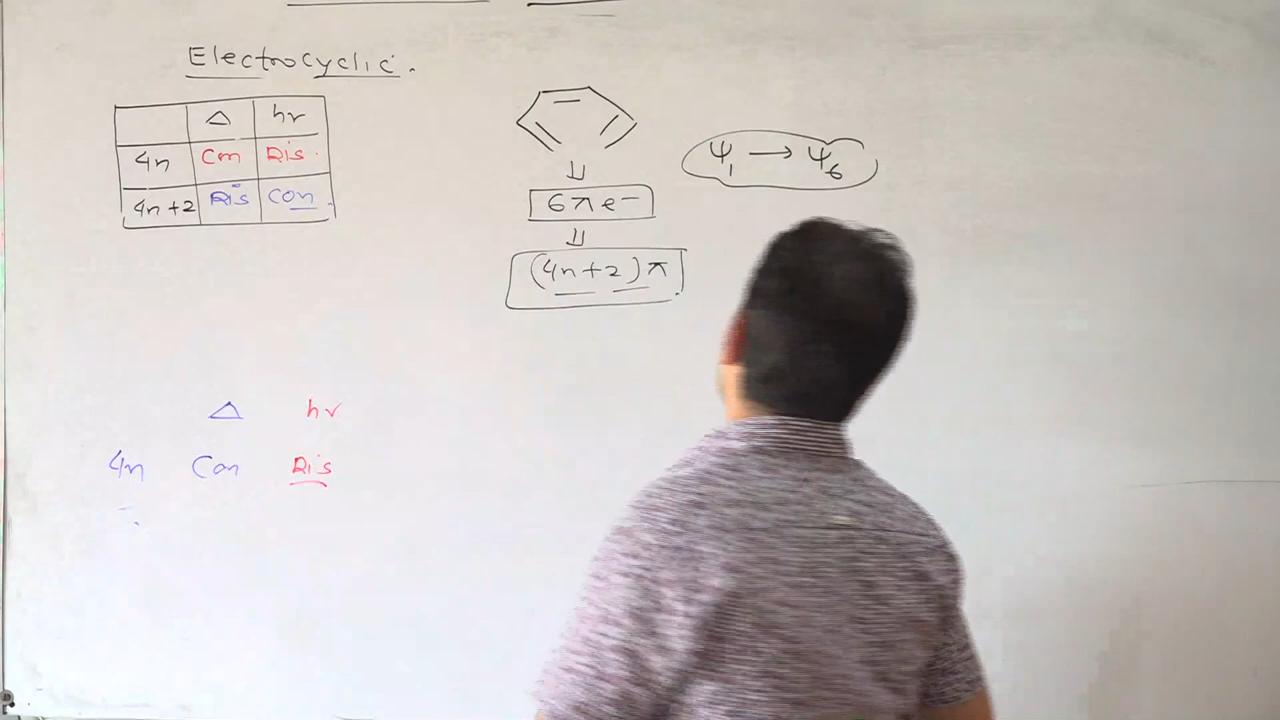 Electrocyclic.
Δ hν
4n Con Dis.
4n+2 Dis Con.
6πe⁻
(4n+2)π
Ψ₁ → Ψ₆
Δ hν
4n Con Dis